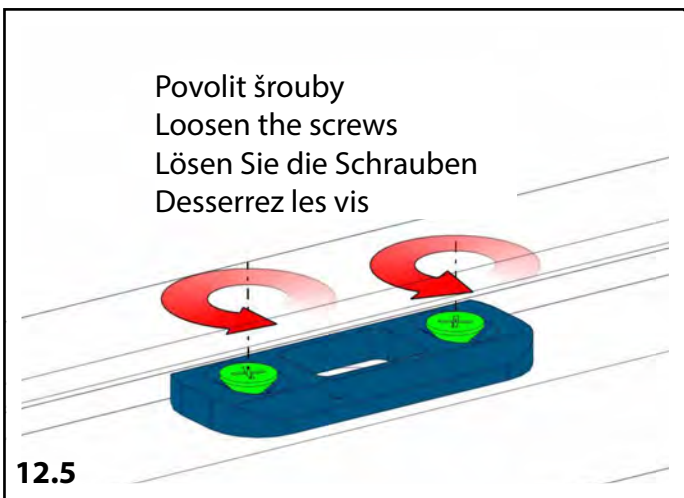 Povolit šrouby
Loosen the screws
Lösen Sie die Schrauben
Desserrez les vis
12.5